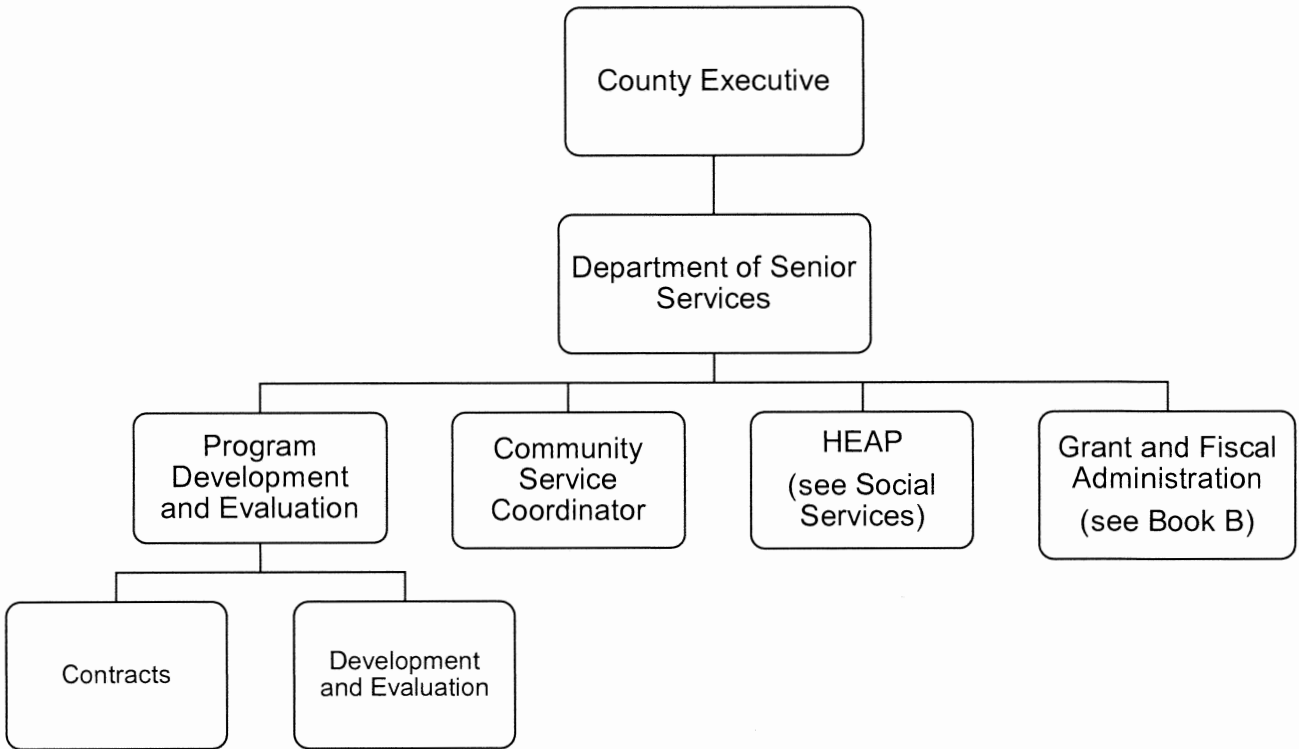 County Executive
Department of Senior
Services
Program
Development
and Evaluation
Community
Service
Coordinator
HEAP
(see Social
Services)
Grant and Fiscal
Administration
(see Book B)
Contracts
Development
and Evaluation